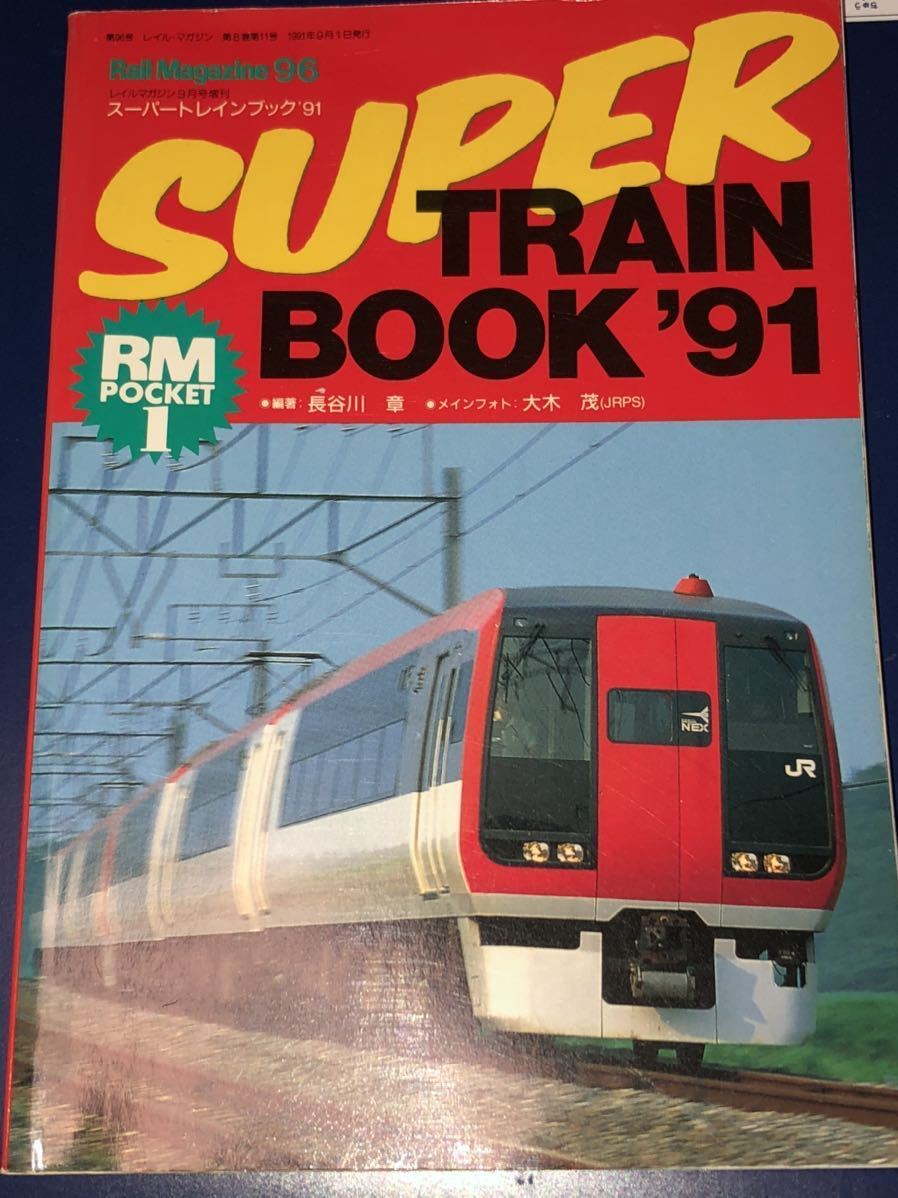 第96号 レイル・マガジン 第8巻第11号 1991年9月1日発行
Rail Magazine 96
レイルマガジン9月号増刊
スーパートレインブック'91
SUPER
TRAIN
BOOK '91
RM
POCKET
1
●編著：長谷川 章 ●メインフォト：大木 茂(JRPS)
NEX
JR
ちゅう